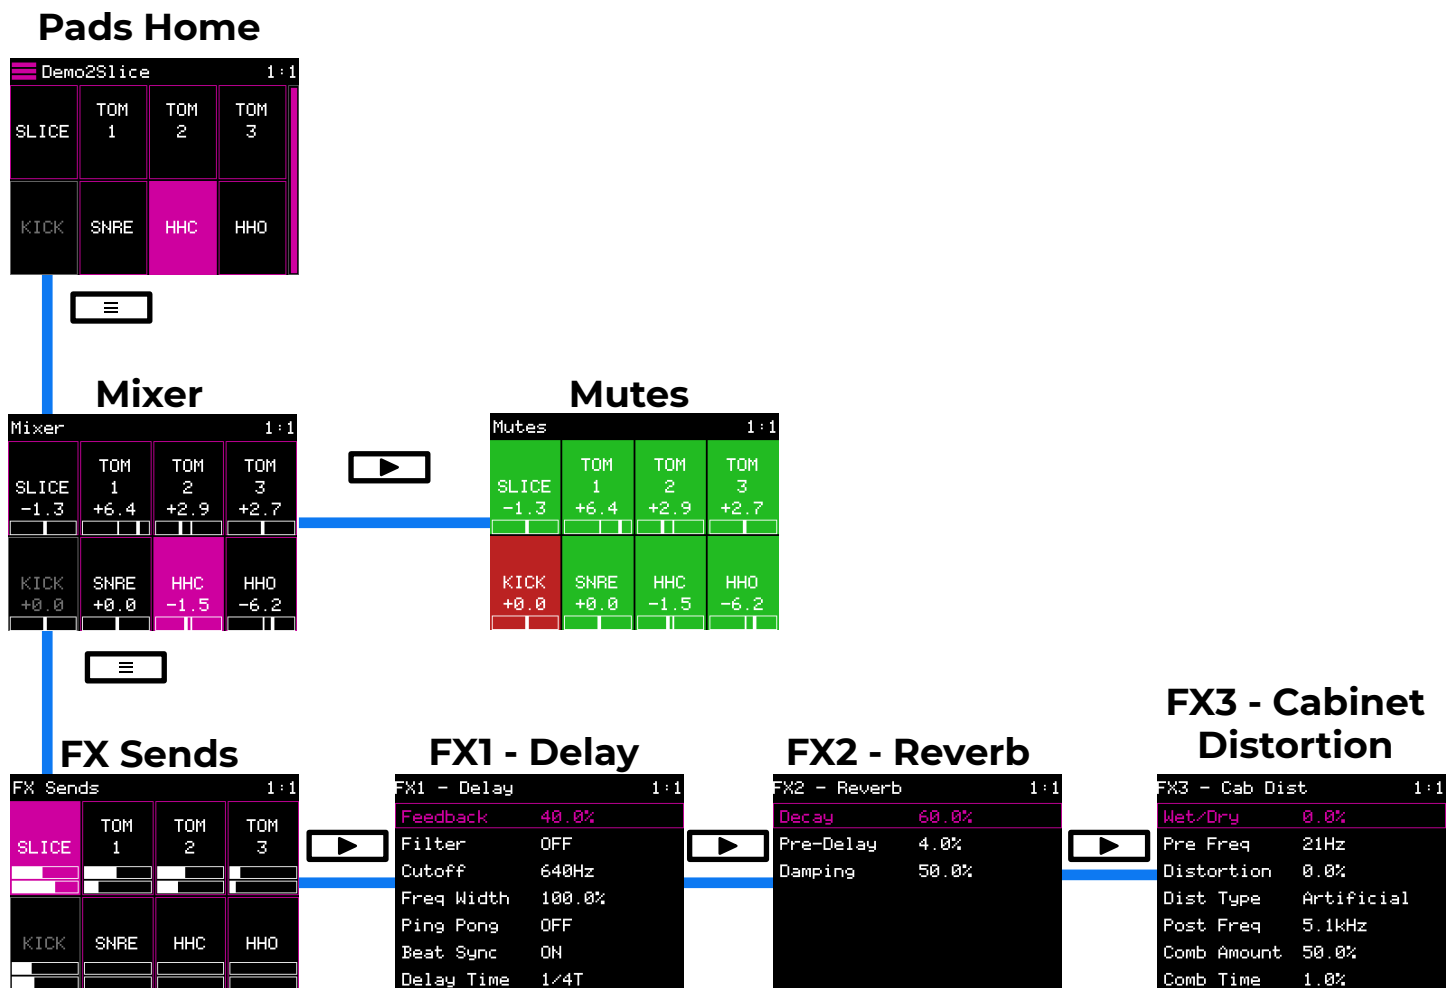 Pads Home
Demo2Slice 1:1
SLICE TOM 1 TOM 2 TOM 3
KICK SNRE HHC HHO
Mixer
Mixer 1:1
SLICE TOM 1 TOM 2 TOM 3
-1.3 +6.4 +2.9 +2.7
KICK SNRE HHC HHO
+0.0 +0.0 -1.5 -6.2
Mutes
Mutes 1:1
SLICE TOM 1 TOM 2 TOM 3
-1.3 +6.4 +2.9 +2.7
KICK SNRE HHC HHO
+0.0 +0.0 -1.5 -6.2
FX Sends
FX Sends 1:1
SLICE TOM 1 TOM 2 TOM 3
KICK SNRE HHC HHO
FX1 - Delay
FX1 - Delay 1:1
Feedback 40.0%
Filter OFF
Cutoff 640Hz
Freq Width 100.0%
Ping Pong OFF
Beat Sync ON
Delay Time 1/4T
FX2 - Reverb
FX2 - Reverb 1:1
Decay 60.0%
Pre-Delay 4.0%
Damping 50.0%
FX3 - Cabinet
Distortion
FX3 - Cab Dist 1:1
Wet/Dry 0.0%
Pre Freq 21Hz
Distortion 0.0%
Dist Type Artificial
Post Freq 5.1kHz
Comb Amount 50.0%
Comb Time 1.0%